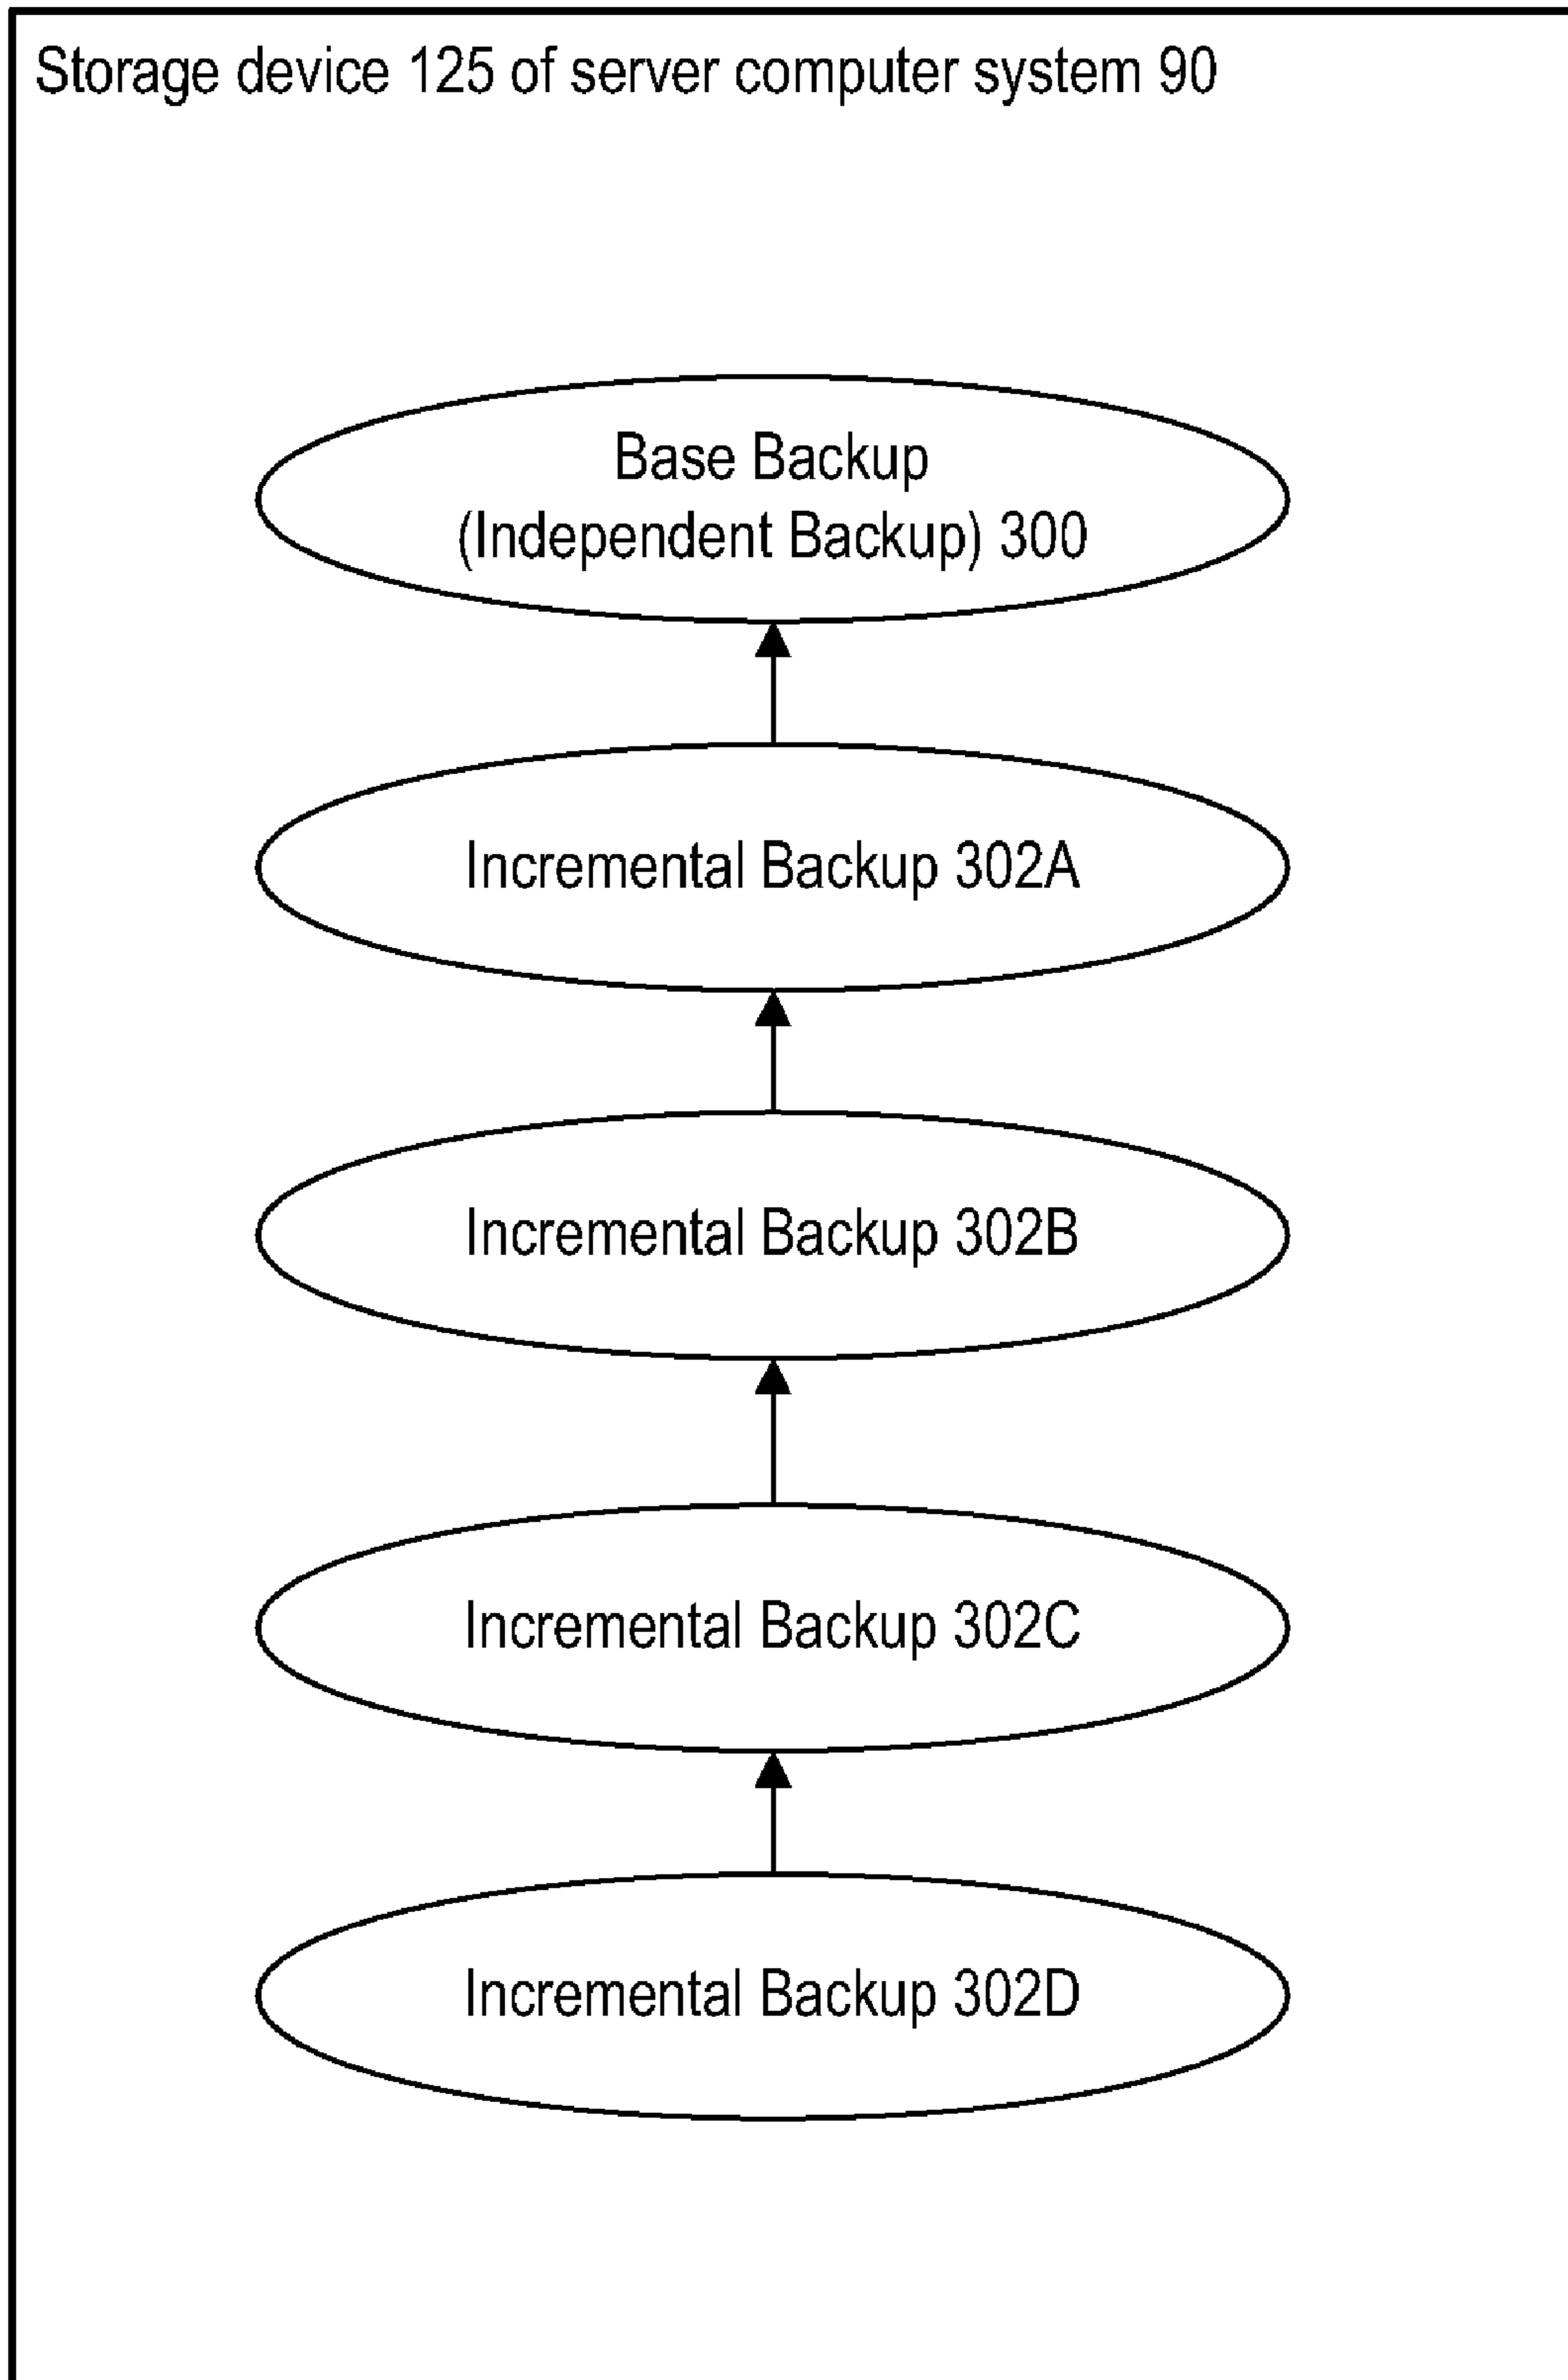 Storage device 125 of server computer system 90
Base Backup
(Independent Backup) 300
Incremental Backup 302A
Incremental Backup 302B
Incremental Backup 302C
Incremental Backup 302D